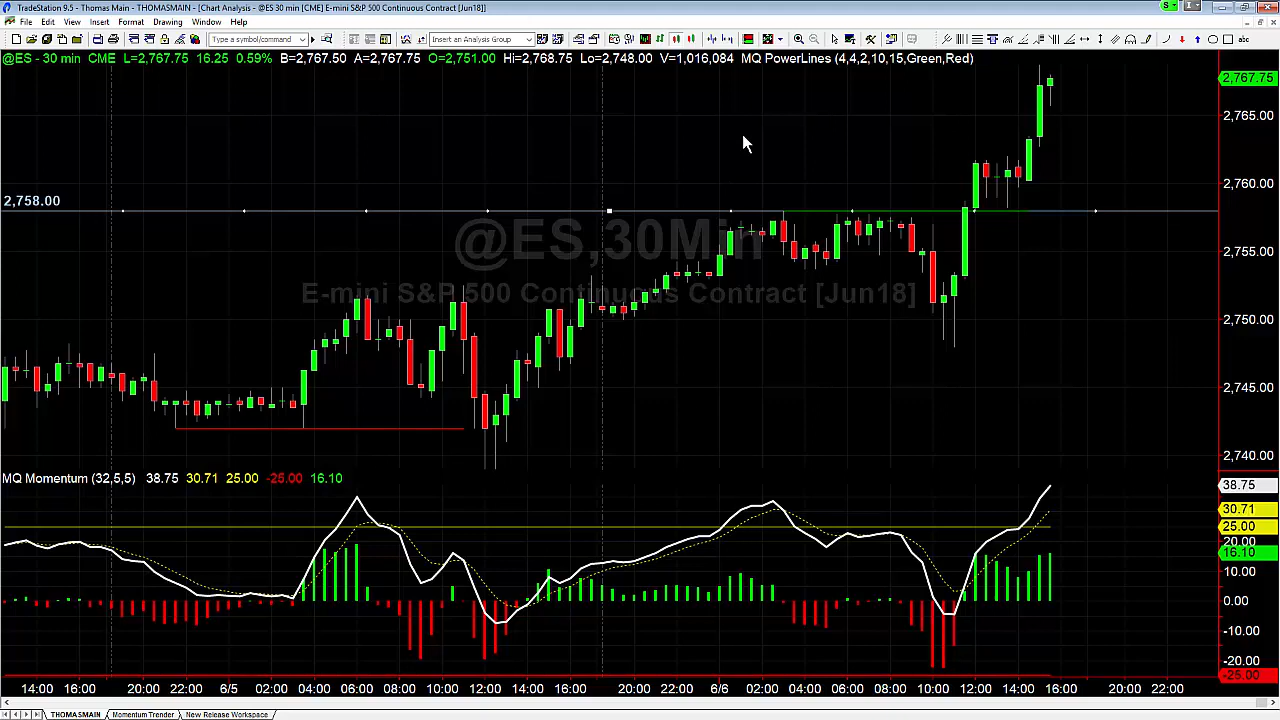 TradeStation 9.5 - Thomas Main - THOMASMAIN - [Chart Analysis - @ES 30 min [CME] E-mini S&P 500 Continuous Contract [Jun18]]
File Edit View Insert Format Drawing Window Help
Type a symbol/command
Insert an Analysis Group
abc
@ES - 30 min CME L=2,767.75 16.25 0.59% B=2,767.50 A=2,767.75 O=2,751.00 Hi=2,768.75 Lo=2,748.00 V=1,016,084 MQ PowerLines (4,4,2,10,15,Green,Red)
2,767.75
2,765.00
2,760.00
2,758.00
@ES,30Min
2,755.00
E-mini S&P 500 Continuous Contract [Jun18]
2,750.00
2,745.00
2,740.00
MQ Momentum (32,5,5) 38.75 30.71 25.00 -25.00 16.10
38.75
30.71
25.00
20.00
16.10
10.00
0.00
-10.00
-20.00
-25.00
14:00 16:00 20:00 22:00 6/5 02:00 04:00 06:00 08:00 10:00 12:00 14:00 16:00 20:00 22:00 6/6 02:00 04:00 06:00 08:00 10:00 12:00 14:00 16:00 20:00 22:00
THOMASMAIN Momentum Trender New Release Workspace